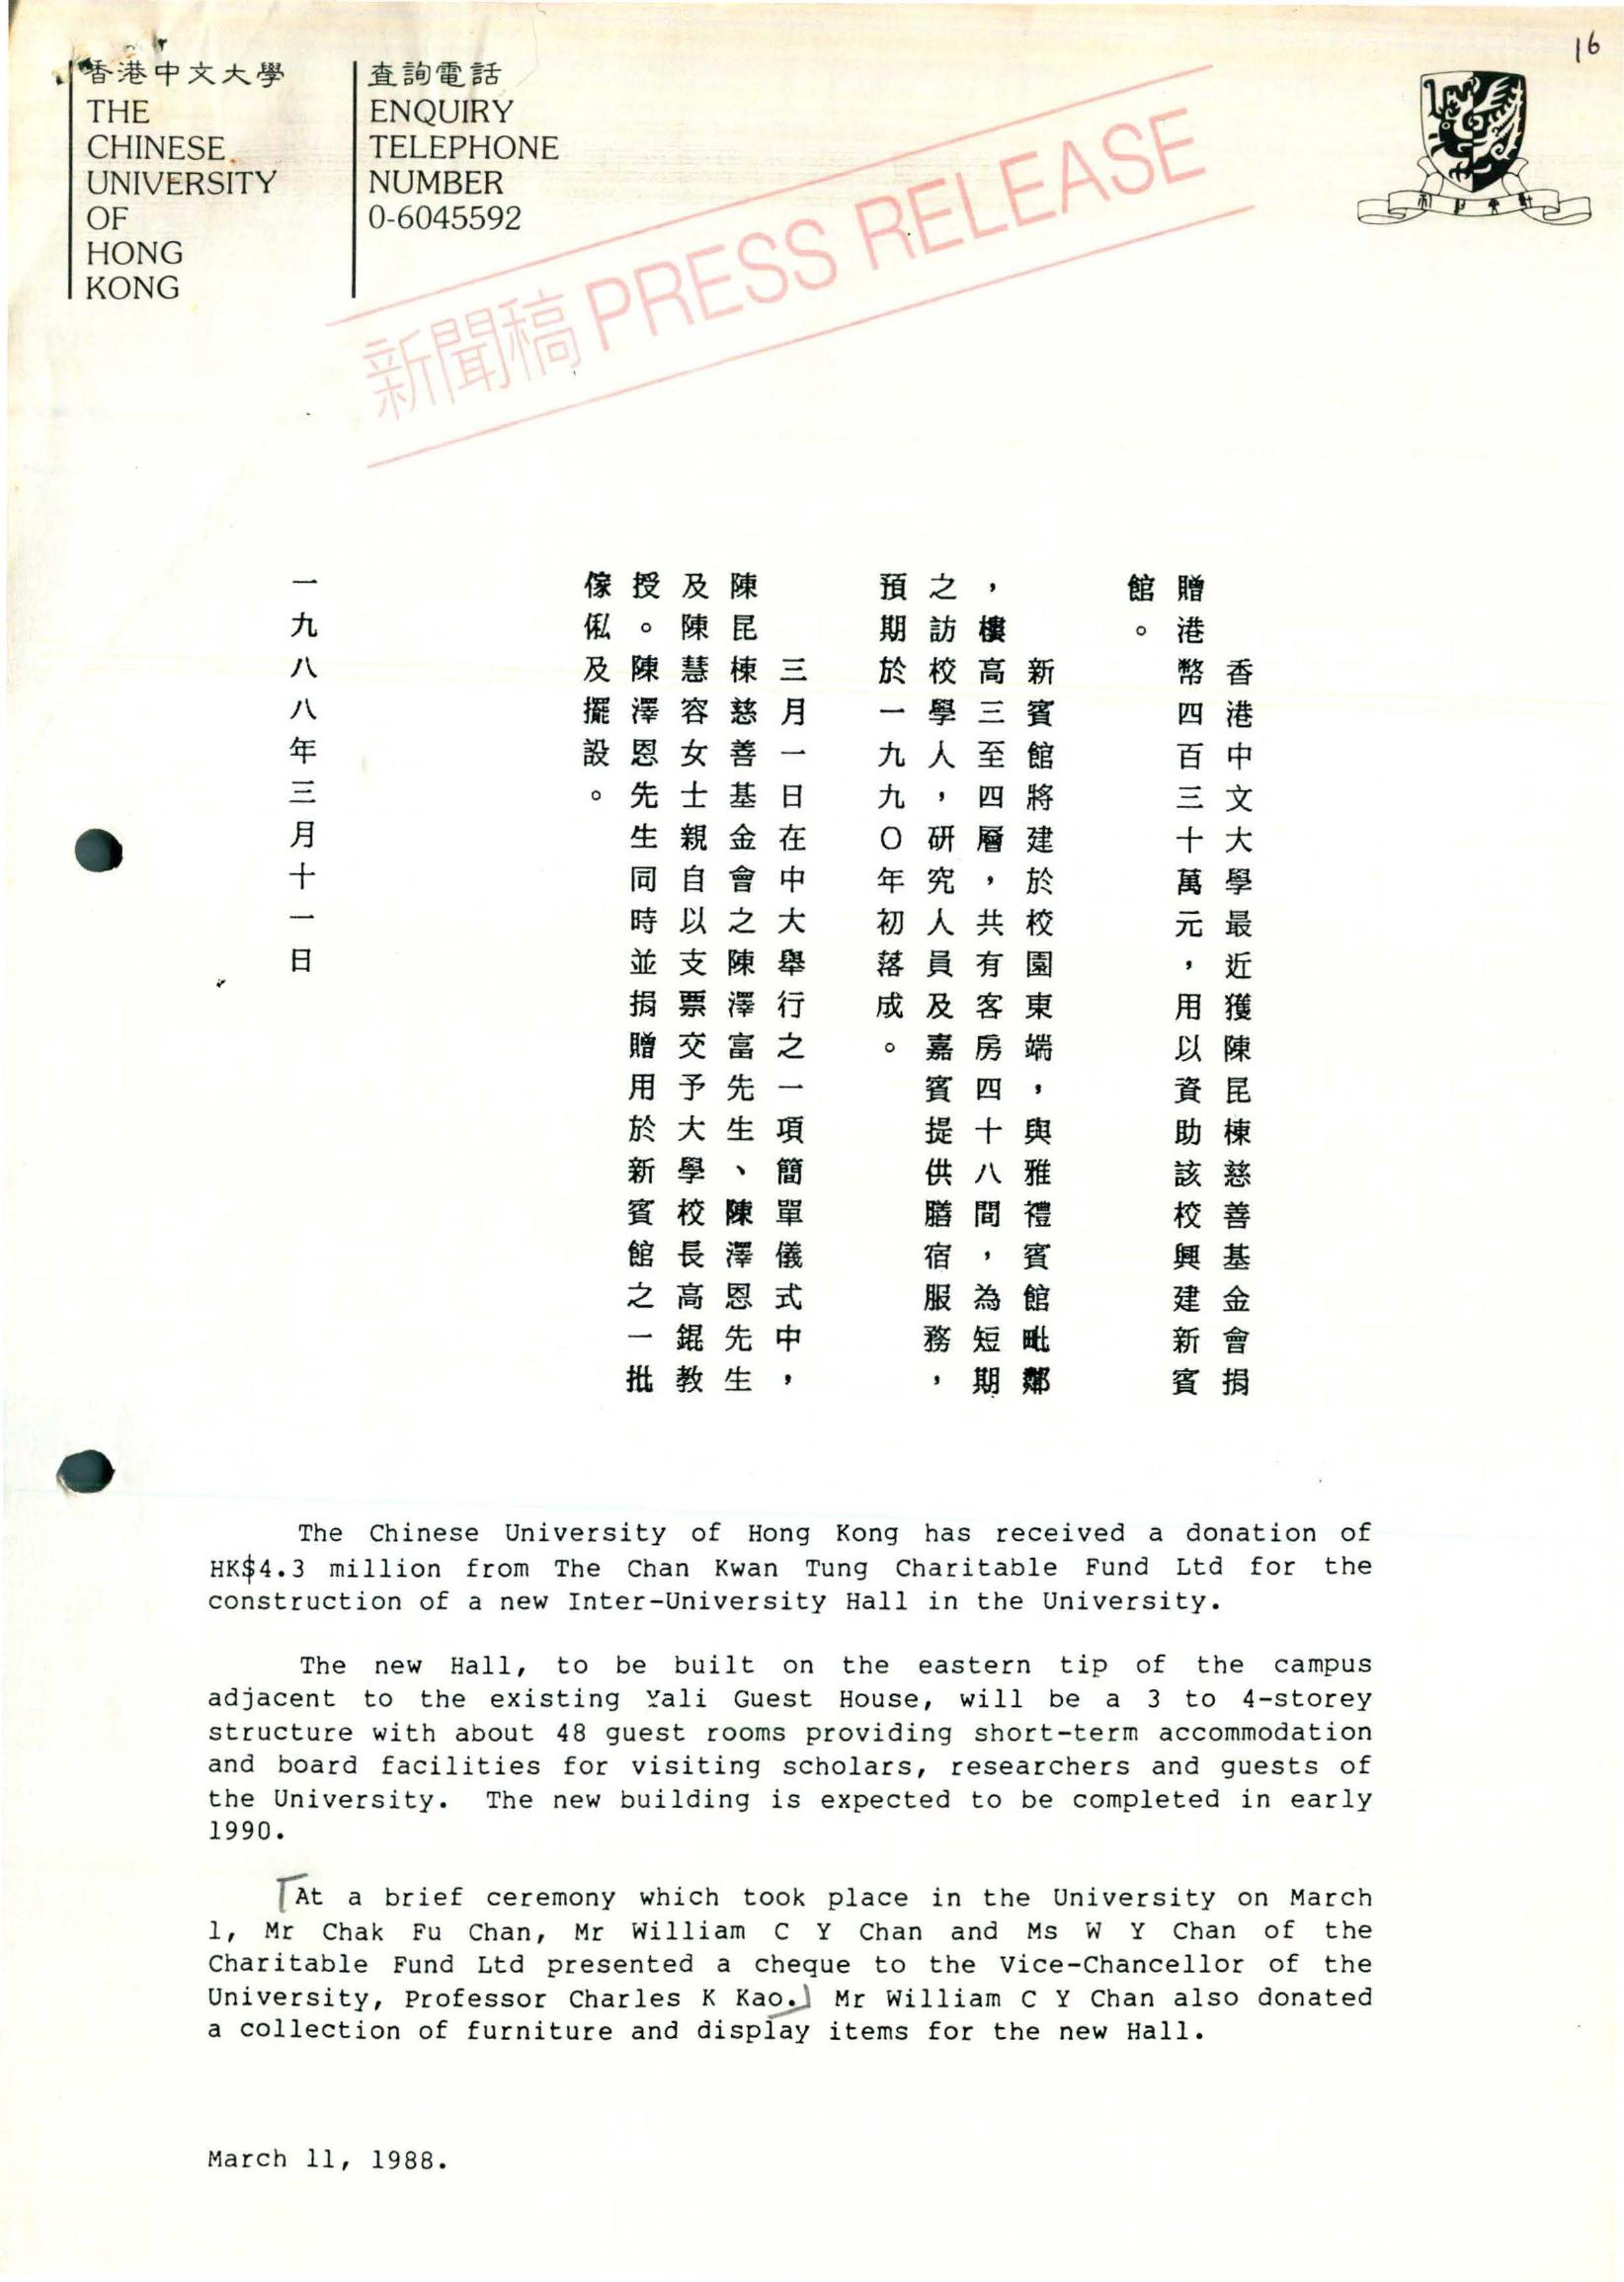 16
香港中文大學
THE
CHINESE
UNIVERSITY
OF
HONG
KONG
查詢電話
ENQUIRY
TELEPHONE
NUMBER
0-6045592
新聞稿 PRESS RELEASE
香港中文大學最近獲陳昆棟慈善基金會捐
贈港幣四百三十萬元，用以資助該校興建新賓
館。
新賓館將建於校園東端，與雅禮賓館毗鄰
，樓高三至四層，共有客房四十八間，為短期
之訪校學人，研究人員及嘉賓提供膳宿服務，
預期於一九九〇年初落成。
三月一日在中大舉行之一項簡單儀式中，
陳昆棟慈善基金會之陳澤富先生、陳澤恩先生
及陳慧容女士親自以支票交予大學校長高錕教
授。陳澤恩先生同時並捐贈用於新賓館之一批
傢俬及擺設。
一九八八年三月十一日
The Chinese University of Hong Kong has received a donation of
HK$4.3 million from The Chan Kwan Tung Charitable Fund Ltd for the
construction of a new Inter-University Hall in the University.
The new Hall, to be built on the eastern tip of the campus
adjacent to the existing Yali Guest House, will be a 3 to 4-storey
structure with about 48 guest rooms providing short-term accommodation
and board facilities for visiting scholars, researchers and guests of
the University. The new building is expected to be completed in early
1990.
At a brief ceremony which took place in the University on March
1, Mr Chak Fu Chan, Mr William C Y Chan and Ms W Y Chan of the
Charitable Fund Ltd presented a cheque to the Vice-Chancellor of the
University, Professor Charles K Kao. Mr William C Y Chan also donated
a collection of furniture and display items for the new Hall.
March 11, 1988.